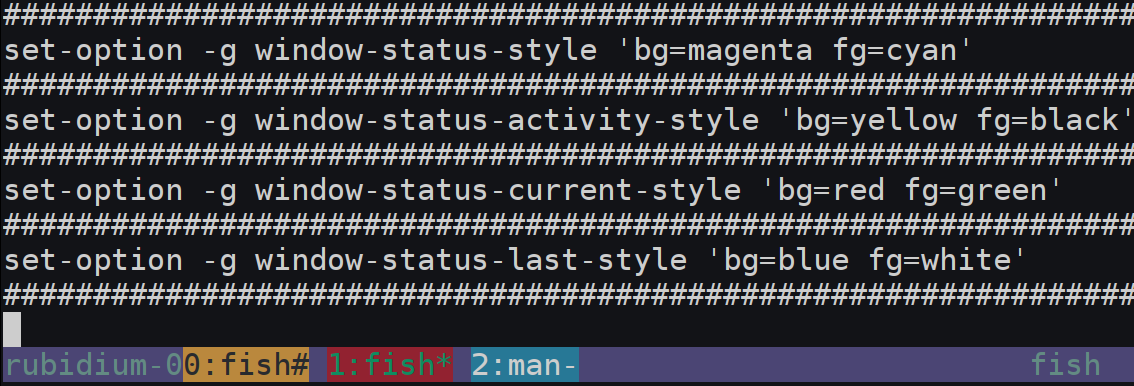 ###############################################################
set-option -g window-status-style 'bg=magenta fg=cyan'
###############################################################
set-option -g window-status-activity-style 'bg=yellow fg=black'
###############################################################
set-option -g window-status-current-style 'bg=red fg=green'
###############################################################
set-option -g window-status-last-style 'bg=blue fg=white'
###############################################################
rubidium-00:fish# 1:fish* 2:man- fish